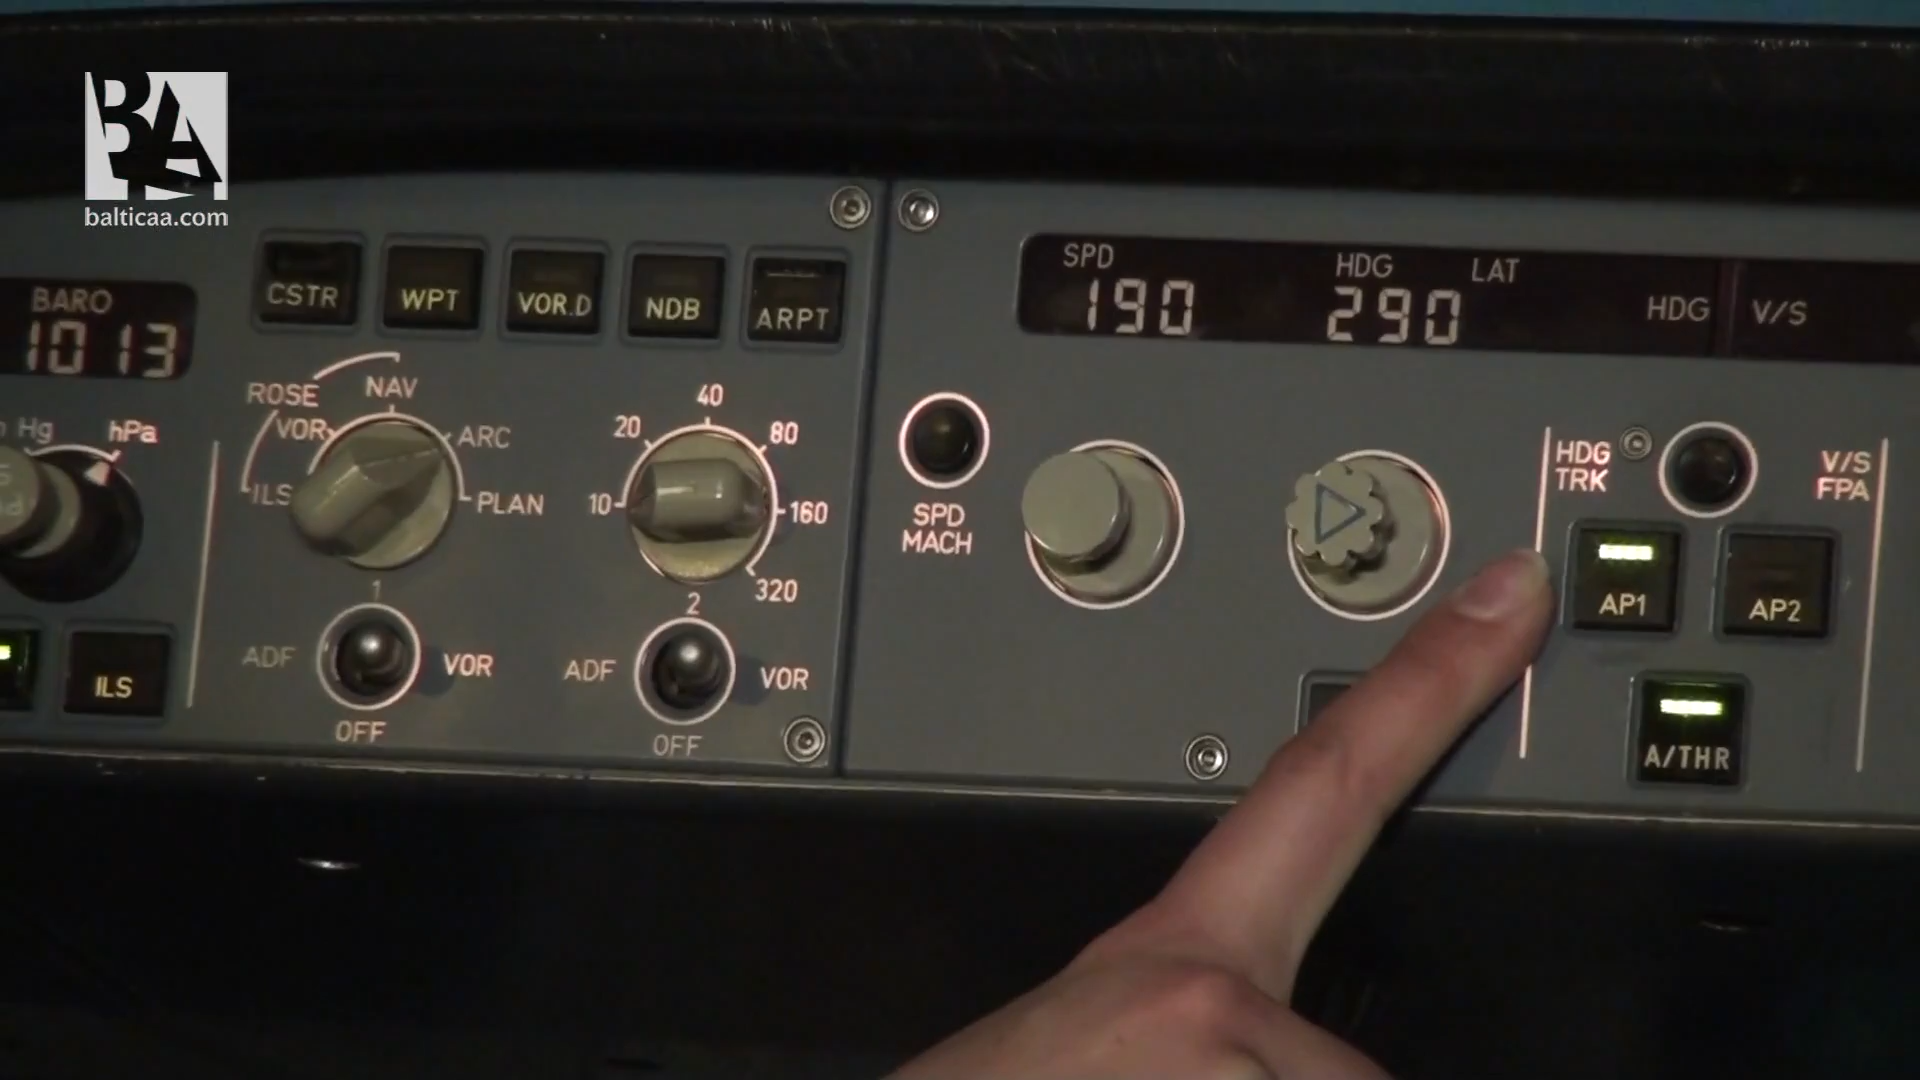 BA
balticaa.com
BARO
1013
Hg
hPa
CSTR
WPT
VOR.D
NDB
ARPT
ROSE
NAV
VOR
ARC
ILS
PLAN
10
20
40
80
160
320
1
ADF
VOR
OFF
2
ADF
VOR
OFF
ILS
SPD
190
HDG
290
LAT
HDG
V/S
SPD
MACH
HDG
TRK
V/S
FPA
AP1
AP2
A/THR